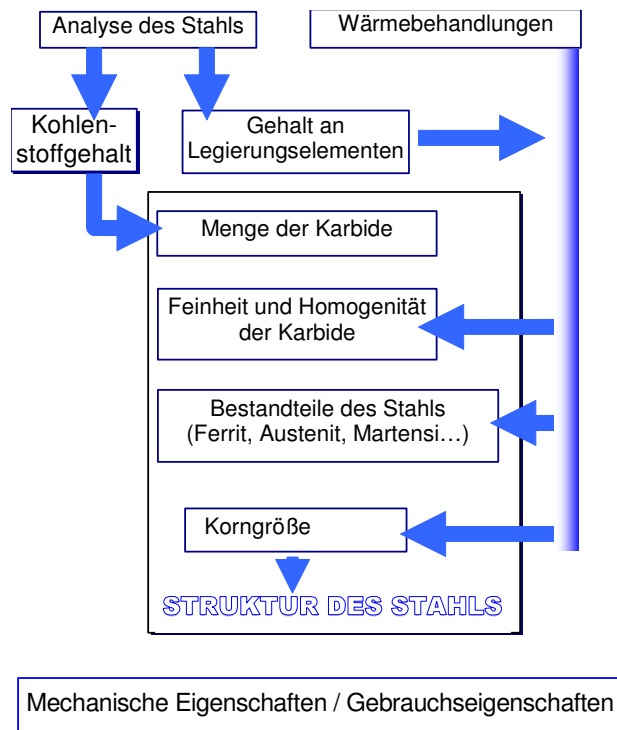 Analyse des Stahls
Wärmebehandlungen
Kohlen-
stoffgehalt
Gehalt an
Legierungselementen
Menge der Karbide
Feinheit und Homogenität
der Karbide
Bestandteile des Stahls
(Ferrit, Austenit, Martensi…)
Korngröße
STRUKTUR DES STAHLS
Mechanische Eigenschaften / Gebrauchseigenschaften